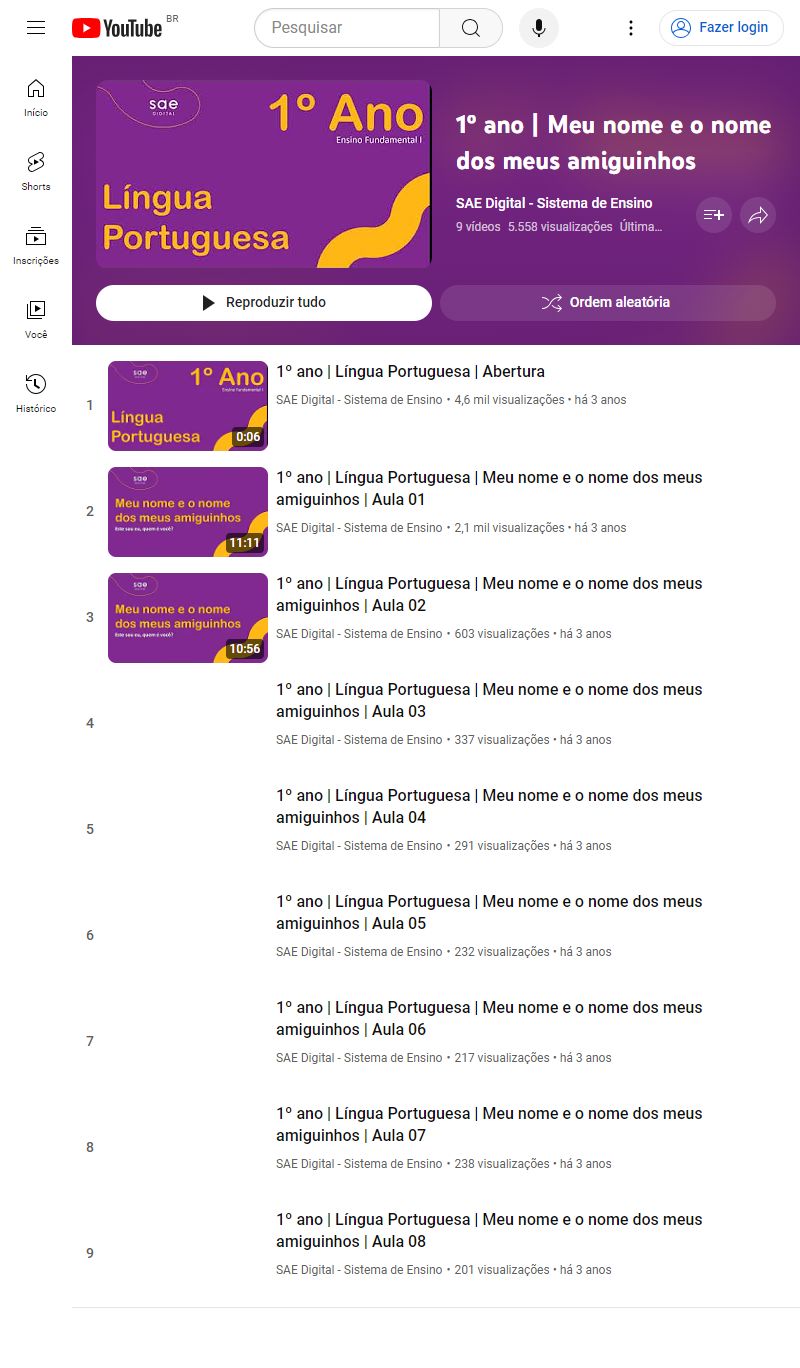 YouTube BR
Pesquisar
Fazer login
Início
Shorts
Inscrições
Você
Histórico
sae
DIGITAL
1º Ano
Ensino Fundamental I
Língua
Portuguesa
1º ano | Meu nome e o nome
dos meus amiguinhos
SAE Digital - Sistema de Ensino
9 vídeos 5.558 visualizações Última...
Reproduzir tudo
Ordem aleatória
1
sae
DIGITAL
1º Ano
Ensino Fundamental I
Língua
Portuguesa
0:06
1º ano | Língua Portuguesa | Abertura
SAE Digital - Sistema de Ensino • 4,6 mil visualizações • há 3 anos
2
sae
DIGITAL
Meu nome e o nome
dos meus amiguinhos
Este sou eu, quem é você?
11:11
1º ano | Língua Portuguesa | Meu nome e o nome dos meus
amiguinhos | Aula 01
SAE Digital - Sistema de Ensino • 2,1 mil visualizações • há 3 anos
3
sae
DIGITAL
Meu nome e o nome
dos meus amiguinhos
Este sou eu, quem é você?
10:56
1º ano | Língua Portuguesa | Meu nome e o nome dos meus
amiguinhos | Aula 02
SAE Digital - Sistema de Ensino • 603 visualizações • há 3 anos
4
1º ano | Língua Portuguesa | Meu nome e o nome dos meus
amiguinhos | Aula 03
SAE Digital - Sistema de Ensino • 337 visualizações • há 3 anos
5
1º ano | Língua Portuguesa | Meu nome e o nome dos meus
amiguinhos | Aula 04
SAE Digital - Sistema de Ensino • 291 visualizações • há 3 anos
6
1º ano | Língua Portuguesa | Meu nome e o nome dos meus
amiguinhos | Aula 05
SAE Digital - Sistema de Ensino • 232 visualizações • há 3 anos
7
1º ano | Língua Portuguesa | Meu nome e o nome dos meus
amiguinhos | Aula 06
SAE Digital - Sistema de Ensino • 217 visualizações • há 3 anos
8
1º ano | Língua Portuguesa | Meu nome e o nome dos meus
amiguinhos | Aula 07
SAE Digital - Sistema de Ensino • 238 visualizações • há 3 anos
9
1º ano | Língua Portuguesa | Meu nome e o nome dos meus
amiguinhos | Aula 08
SAE Digital - Sistema de Ensino • 201 visualizações • há 3 anos